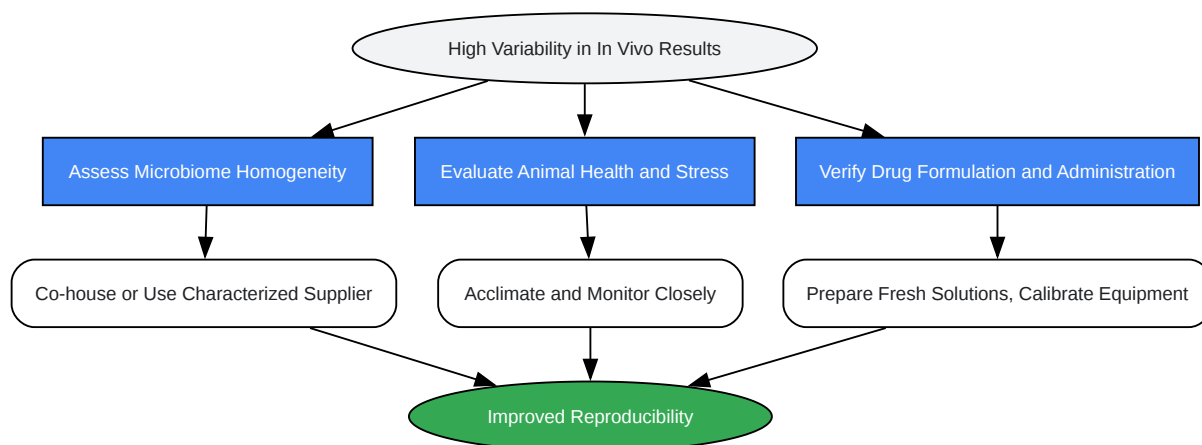 High Variability in In Vivo Results
Assess Microbiome Homogeneity
Evaluate Animal Health and Stress
Verify Drug Formulation and Administration
Co-house or Use Characterized Supplier
Acclimate and Monitor Closely
Prepare Fresh Solutions, Calibrate Equipment
Improved Reproducibility